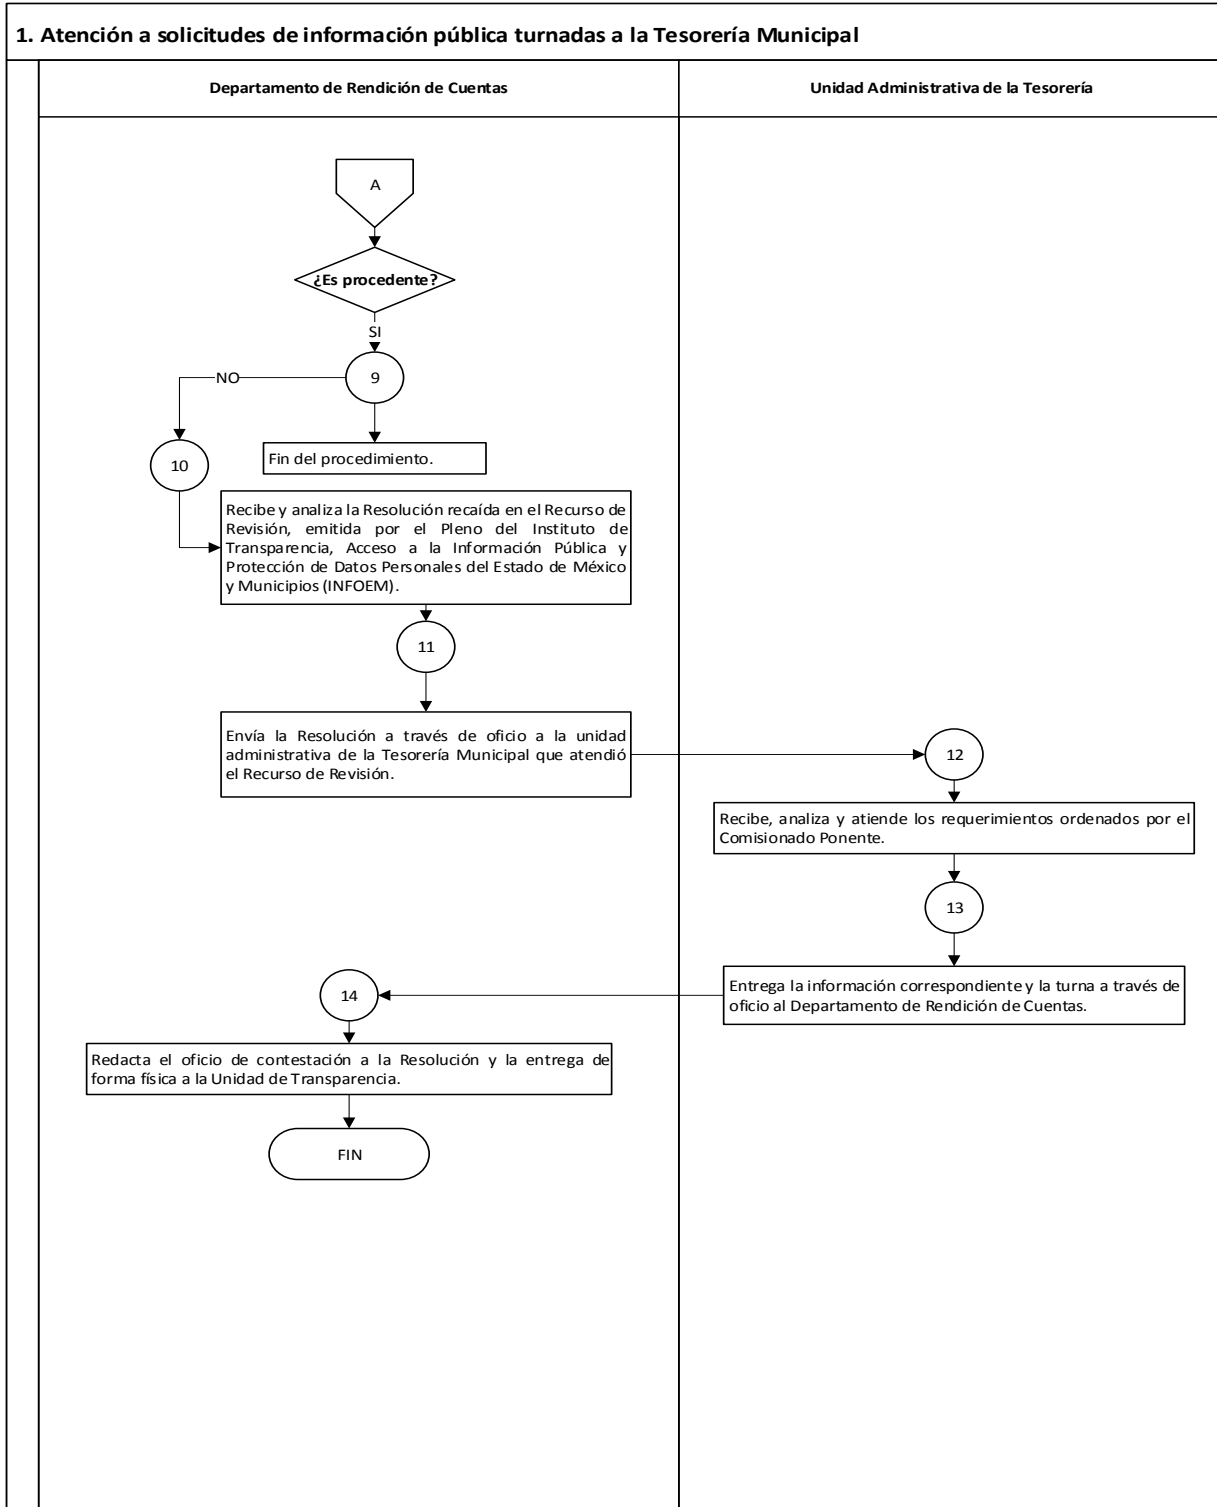 1. Atención a solicitudes de información pública turnadas a la Tesorería Municipal
Departamento de Rendición de Cuentas
Unidad Administrativa de la Tesorería
A
¿Es procedente?
SI
9
NO
10
Fin del procedimiento.
Recibe y analiza la Resolución recaída en el Recurso de
Revisión, emitida por el Pleno del Instituto de
Transparencia, Acceso a la Información Pública y
Protección de Datos Personales del Estado de México
y Municipios (INFOEM).
11
Envía la Resolución a través de oficio a la unidad
administrativa de la Tesorería Municipal que atendió
el Recurso de Revisión.
12
Recibe, analiza y atiende los requerimientos ordenados por el
Comisionado Ponente.
13
Entrega la información correspondiente y la turna a través de
oficio al Departamento de Rendición de Cuentas.
14
Redacta el oficio de contestación a la Resolución y la entrega de
forma física a la Unidad de Transparencia.
FIN